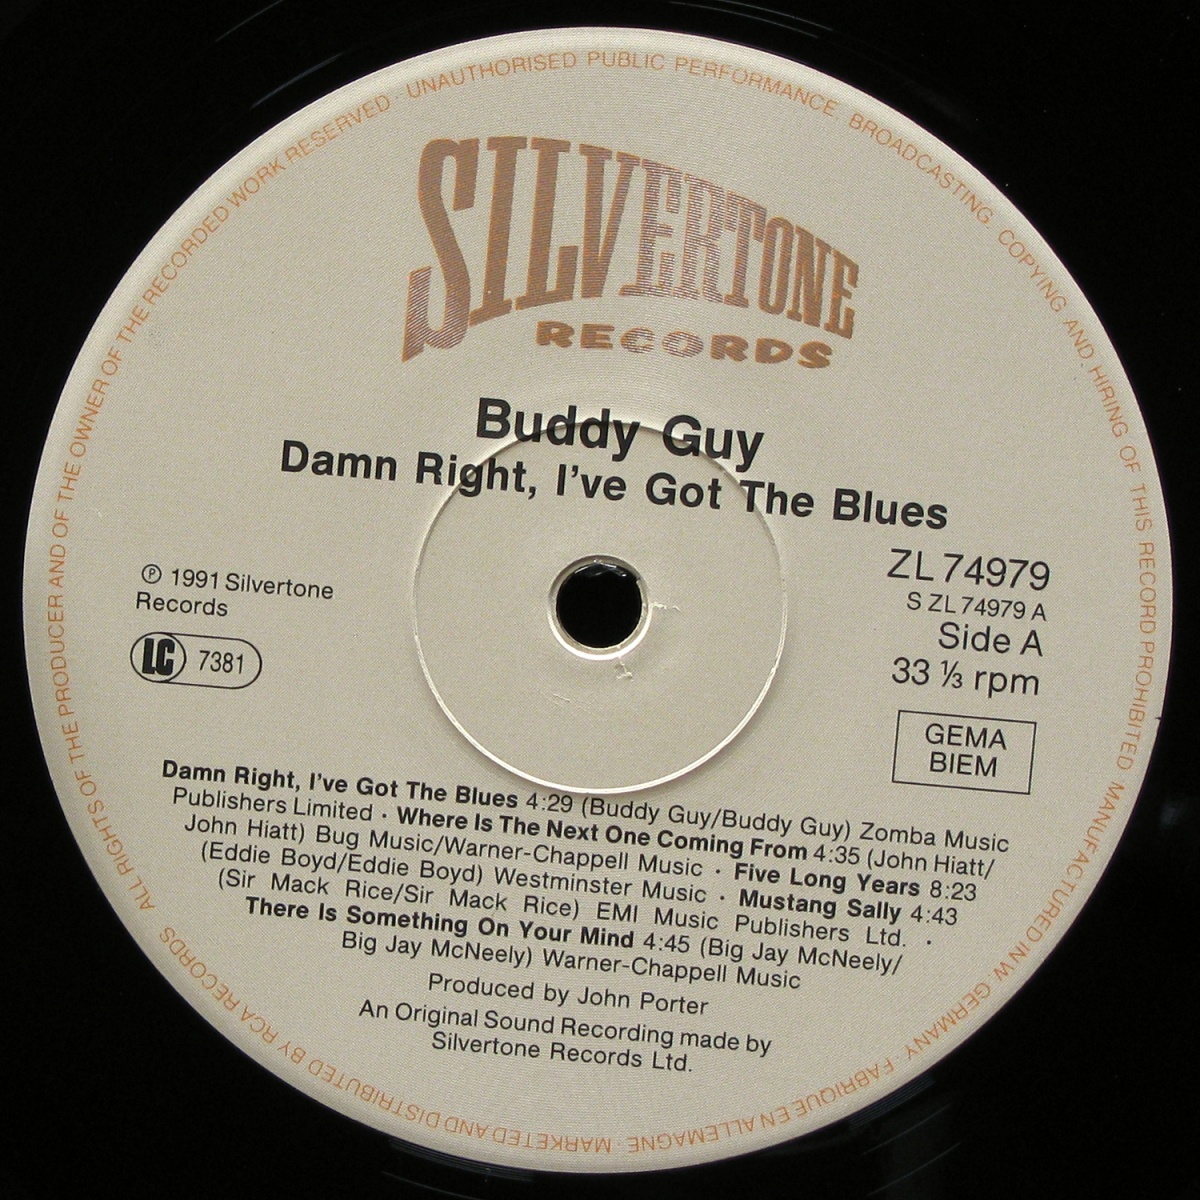 ALL RIGHTS OF THE PRODUCER AND OF THE OWNER OF THE RECORDED WORK RESERVED · UNAUTHORISED PUBLIC PERFORMANCE, BROADCASTING, COPYING AND HIRING OF THIS RECORD PROHIBITED. MANUFACTURED IN W. GERMANY · FABRIQUE EN ALLEMAGNE · MARKETED AND DISTRIBUTED BY RCA RECORDS
SILVERTONE
RECORDS
Buddy Guy
Damn Right, I've Got The Blues
℗ 1991 Silvertone
Records
LC 7381
ZL 74979
S ZL 74979 A
Side A
33 ⅓ rpm
GEMA
BIEM
Damn Right, I've Got The Blues 4:29 (Buddy Guy/Buddy Guy) Zomba Music
Publishers Limited · Where Is The Next One Coming From 4:35 (John Hiatt/
John Hiatt) Bug Music/Warner-Chappell Music · Five Long Years 8:23
(Eddie Boyd/Eddie Boyd) Westminster Music · Mustang Sally 4:43
(Sir Mack Rice/Sir Mack Rice) EMI Music Publishers Ltd. ·
There Is Something On Your Mind 4:45 (Big Jay McNeely/
Big Jay McNeely) Warner-Chappell Music
Produced by John Porter
An Original Sound Recording made by
Silvertone Records Ltd.